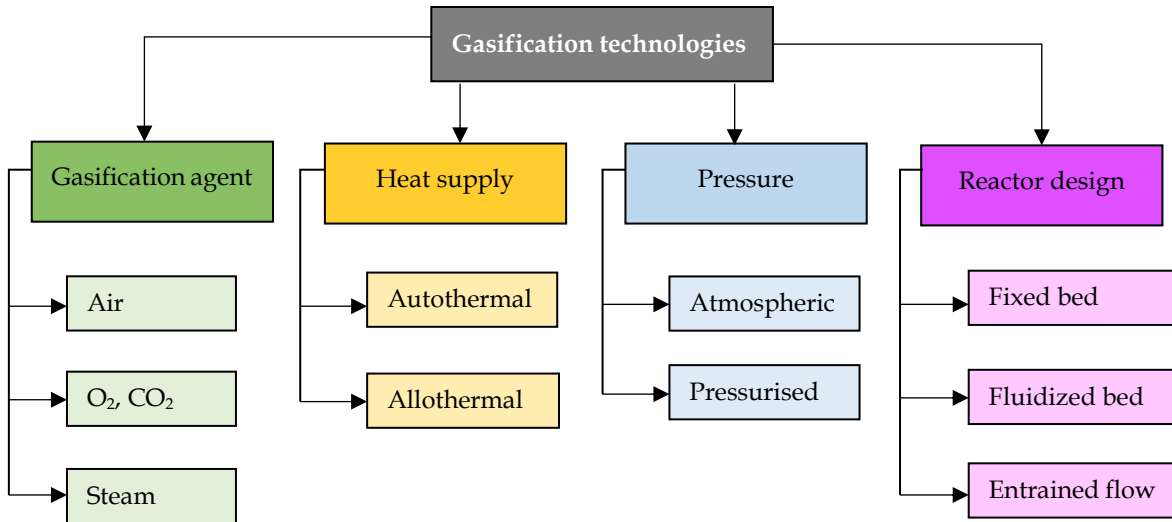 Gasification technologies
Gasification agent
Heat supply
Pressure
Reactor design
Air
O₂, CO₂
Steam
Autothermal
Allothermal
Atmospheric
Pressurised
Fixed bed
Fluidized bed
Entrained flow